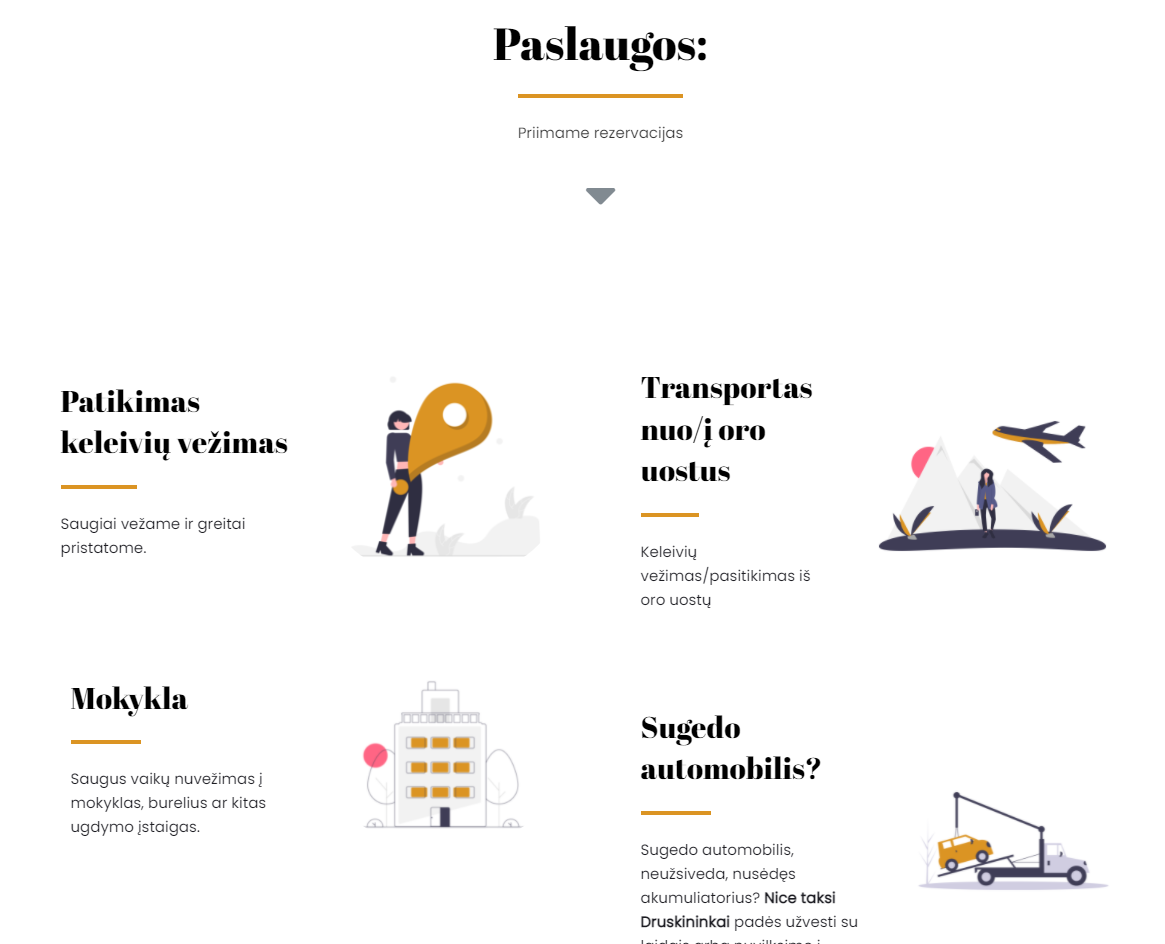 Paslaugos:
Priimame rezervacijas
Patikimas
keleivių vežimas
Saugiai vežame ir greitai
pristatome.
Transportas
nuo/į oro
uostus
Keleivių
vežimas/pasitikimas iš
oro uostų
Mokykla
Saugus vaikų nuvežimas į
mokyklas, burelius ar kitas
ugdymo įstaigas.
Sugedo
automobilis?
Sugedo automobilis,
neužsiveda, nusėdęs
akumuliatorius? Nice taksi
Druskininkai padės užvesti su